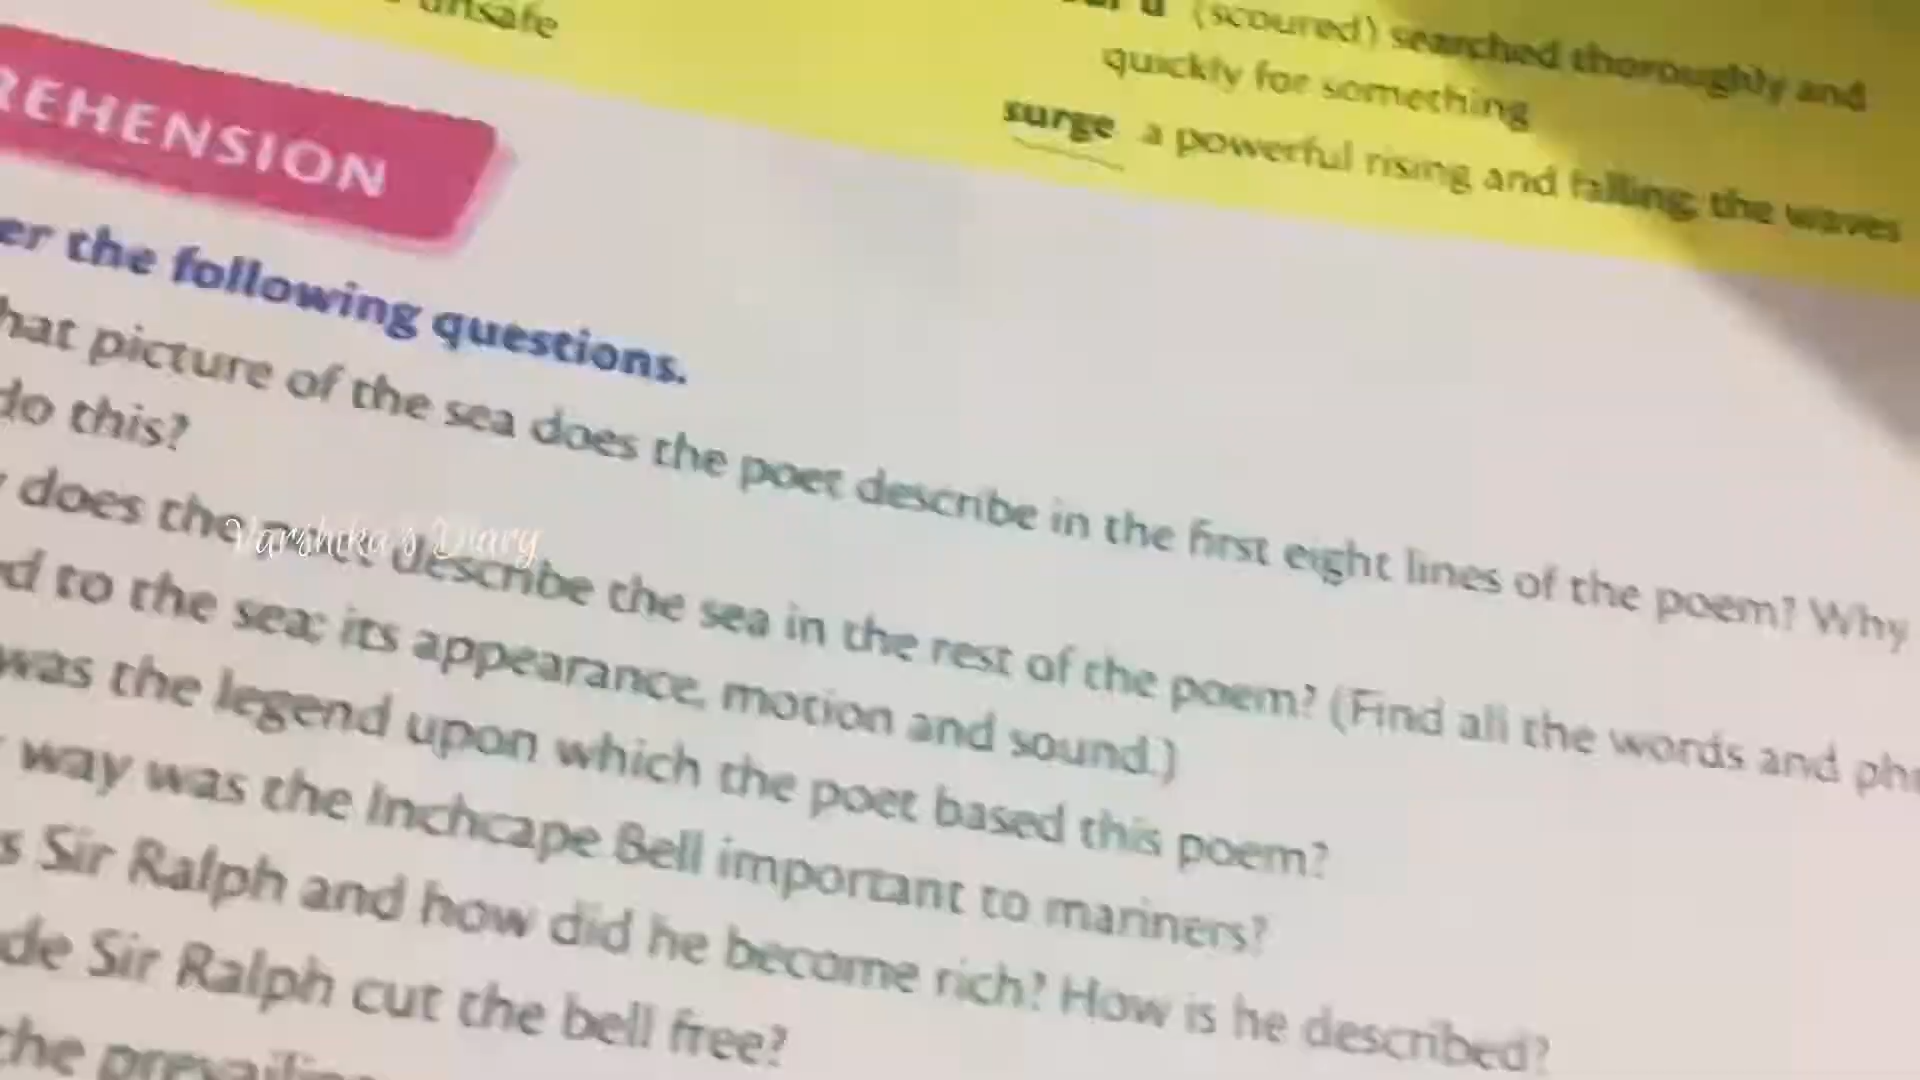 unsafe
(scoured) searched thoroughly and
quickly for something
surge a powerful rising and falling; the waves
REHENSION
er the following questions.
hat picture of the sea does the poet describe in the first eight lines of the poem? Why
do this?
does the poet describe the sea in the rest of the poem? (Find all the words and phr
d to the sea; its appearance, motion and sound.)
was the legend upon which the poet based this poem?
way was the Inchcape Bell important to mariners?
s Sir Ralph and how did he become rich? How is he described?
de Sir Ralph cut the bell free?
the
Varshika's Diary